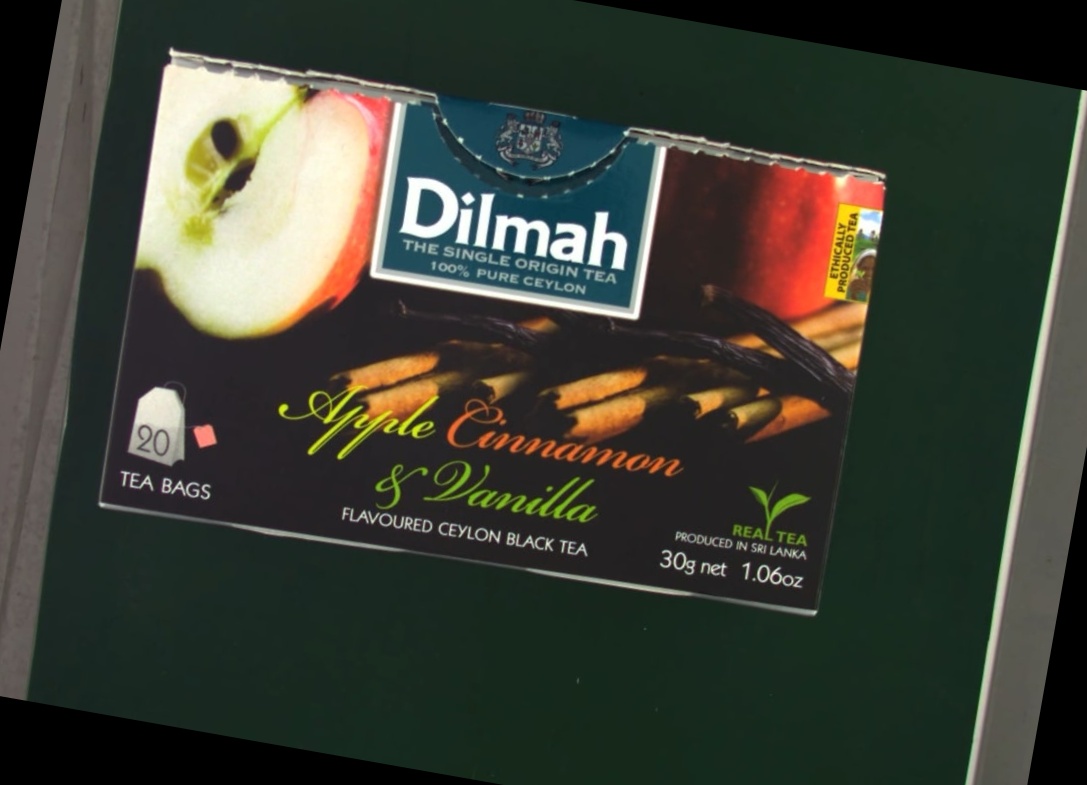 Dilmah
THE SINGLE ORIGIN TEA
100% PURE CEYLON
ETHICALLY
PRODUCED TEA
Apple Cinnamon
& Vanilla
FLAVOURED CEYLON BLACK TEA
20
TEA BAGS
REAL TEA
PRODUCED IN SRI LANKA
30g net 1.06oz